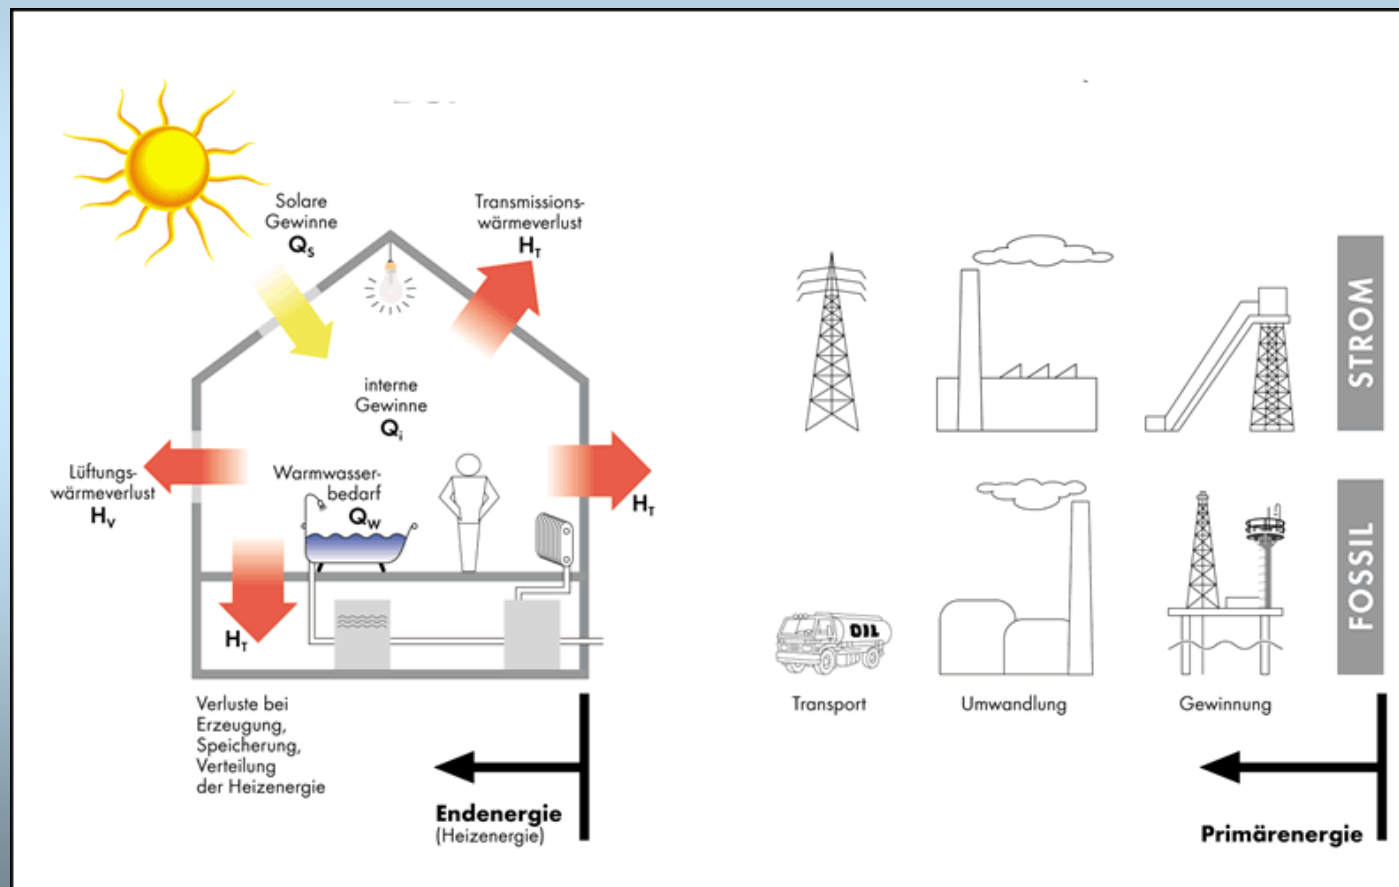 Solare
Gewinne
Qs
Transmissions-
wärmeverlust
HT
interne
Gewinne
Qi
Lüftungs-
wärmeverlust
HV
Warmwasser-
bedarf
QW
HT
HT
Verluste bei
Erzeugung,
Speicherung,
Verteilung
der Heizenergie
Endenergie
(Heizenergie)
STROM
FOSSIL
OIL
Transport
Umwandlung
Gewinnung
Primärenergie